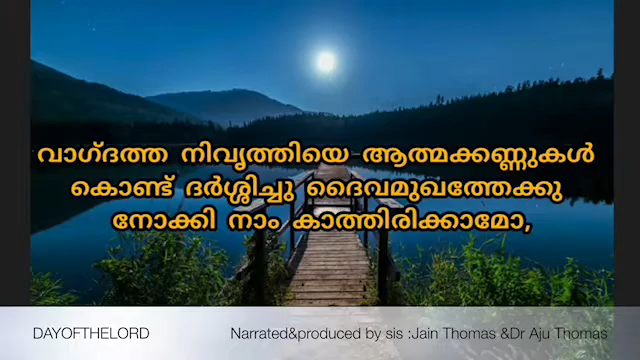 വാഗ്ദത്ത നിവൃത്തിയെ ആത്മക്കണ്ണുകൾ
കൊണ്ട് ദർശ്ശിച്ചു ദൈവമുഖത്തേക്കു
നോക്കി നാം കാത്തിരിക്കാമോ,
DAYOFTHELORD Narrated&produced by sis :Jain Thomas &Dr Aju Thomas